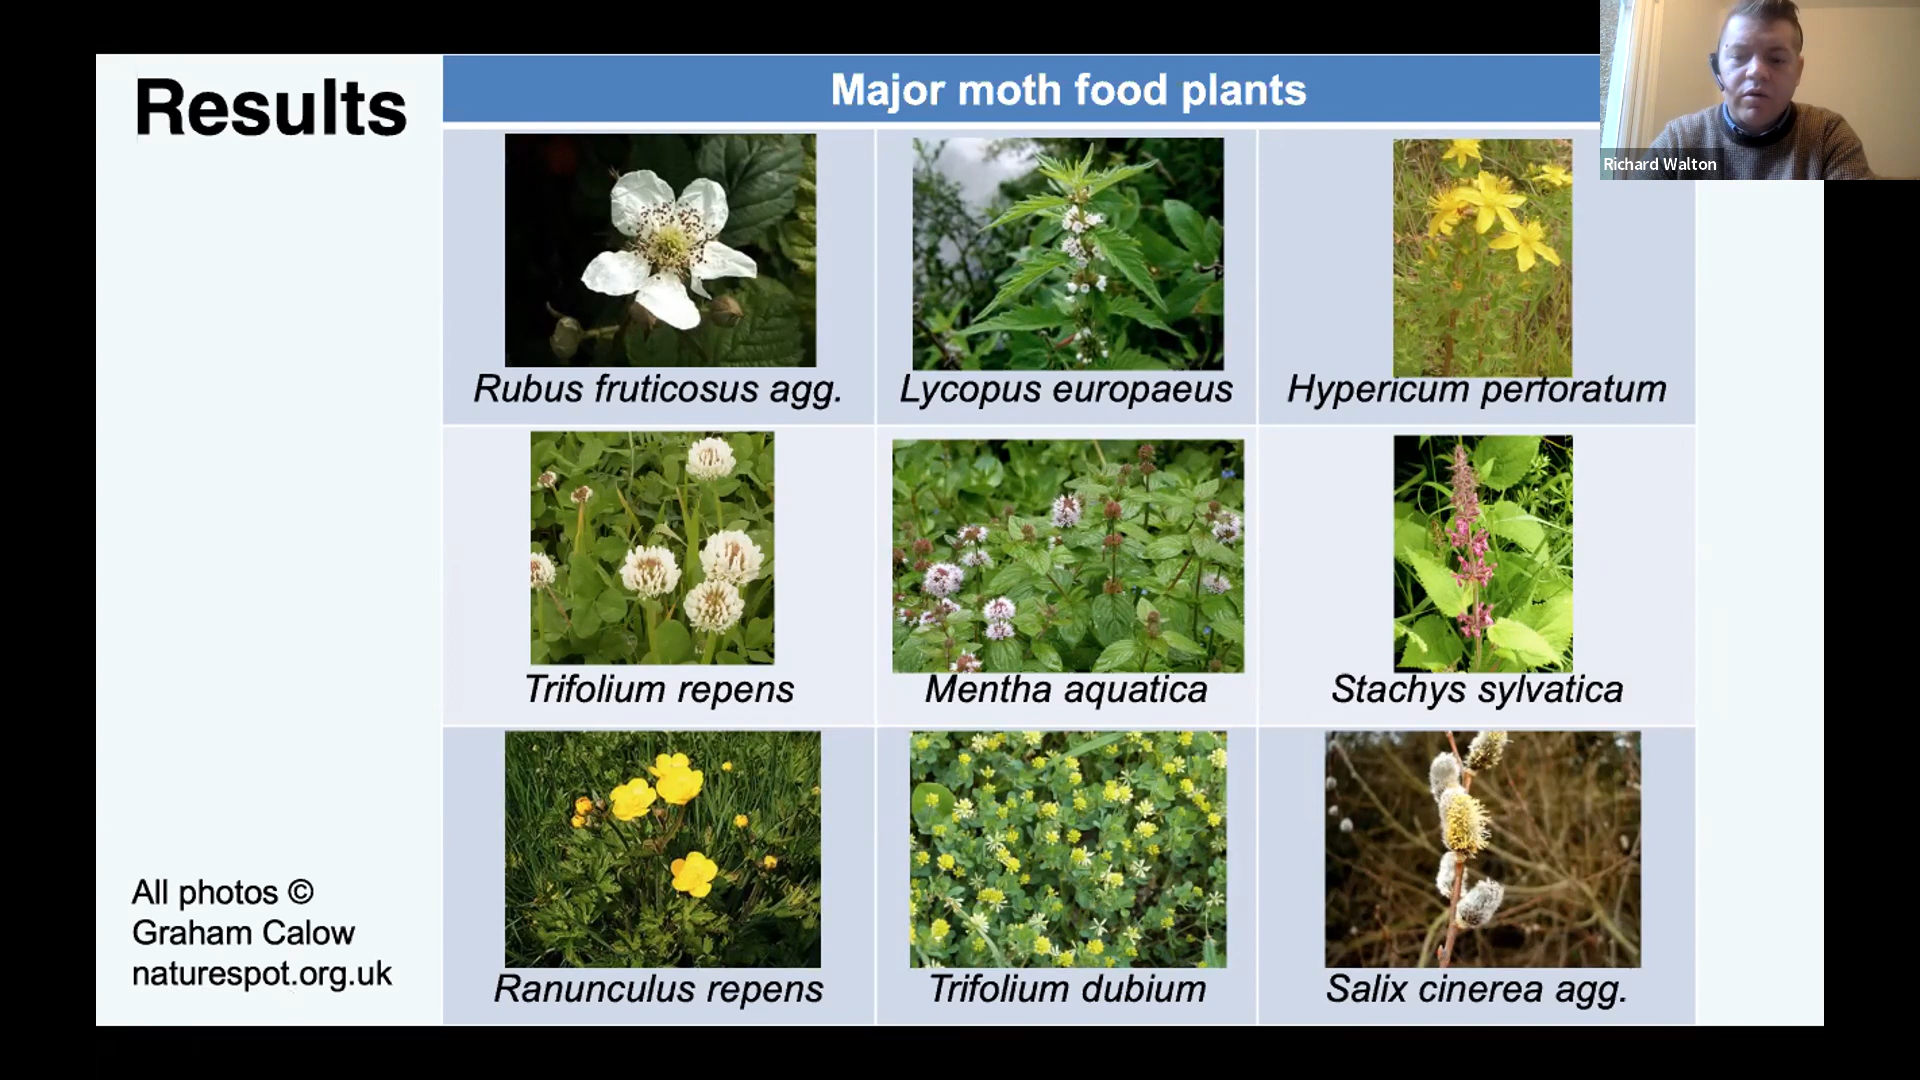 Results
Major moth food plants
Richard Walton
Rubus fruticosus agg.
Lycopus europaeus
Hypericum perforatum
Trifolium repens
Mentha aquatica
Stachys sylvatica
Ranunculus repens
Trifolium dubium
Salix cinerea agg.
All photos ©
Graham Calow
naturespot.org.uk